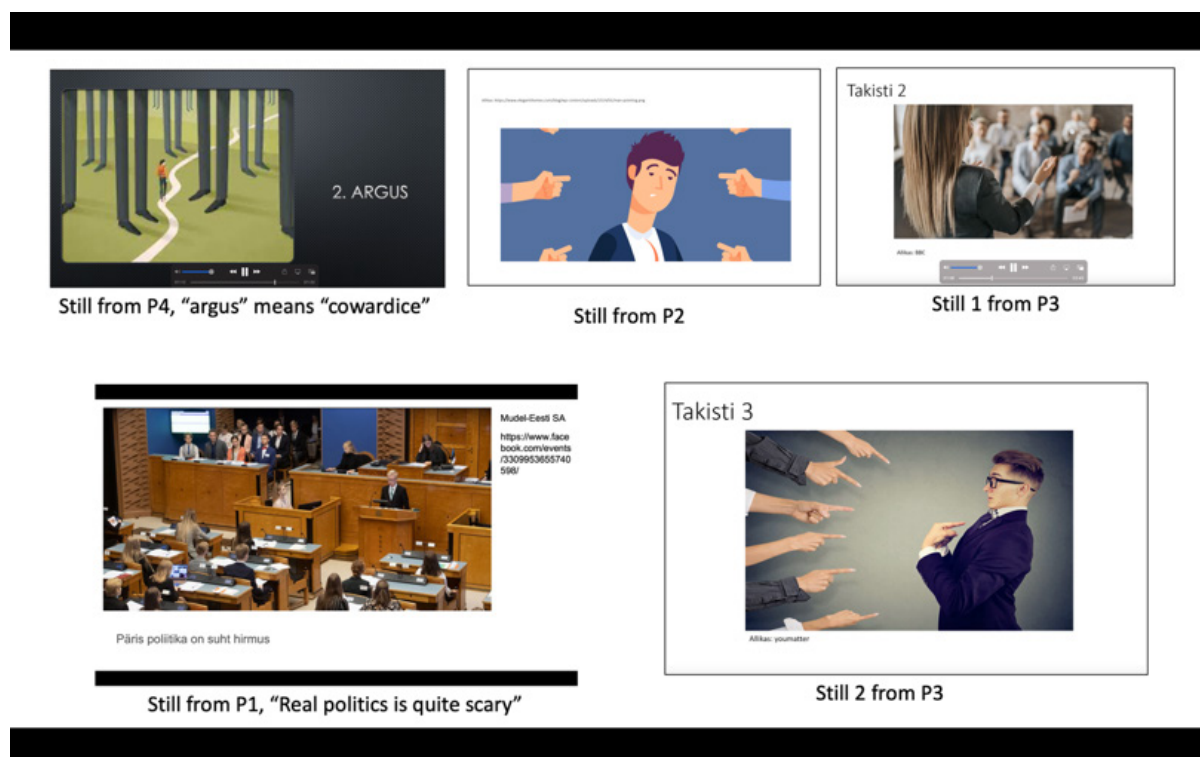 2. ARGUS
Still from P4, “argus” means “cowardice”
Still from P2
Takisti 2
Allikas: BBC
Still 1 from P3
Mudel-Eesti SA
https://www.face
book.com/events
/3309953655740
598/
Päris poliitika on suht hirmus
Still from P1, “Real politics is quite scary”
Takisti 3
Allikas: youmatter
Still 2 from P3